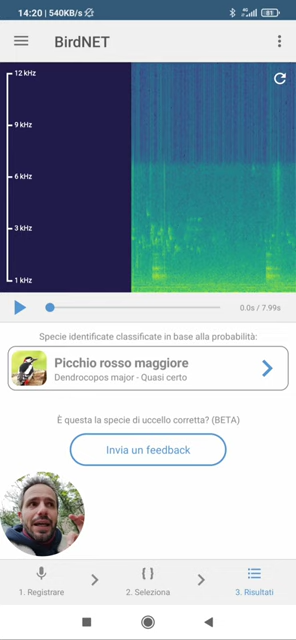 14:20 | 540KB/s
4G
81
BirdNET
12 kHz
9 kHz
6 kHz
3 kHz
1 kHz
0.0s / 7.99s
Specie identificate classificate in base alla probabilità:
Picchio rosso maggiore
Dendrocopos major - Quasi certo
È questa la specie di uccello corretta? (BETA)
Invia un feedback
1. Registrare
2. Seleziona
3. Risultati